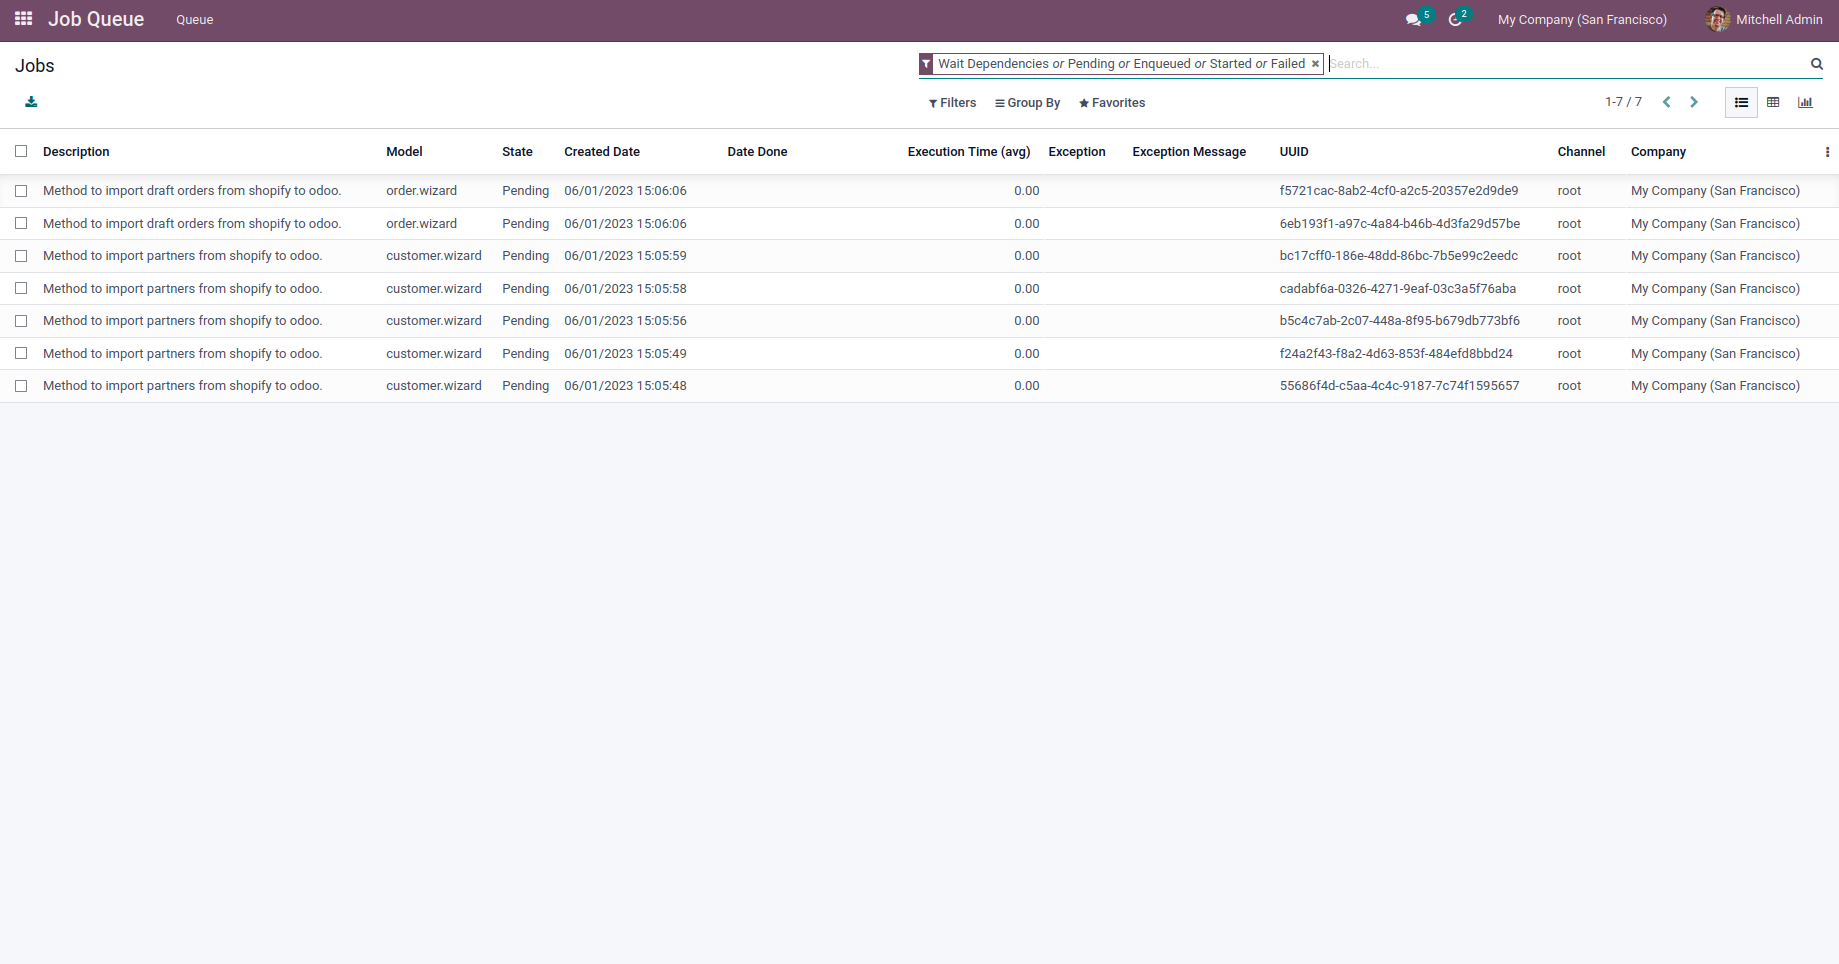 Job Queue Queue 5 2 My Company (San Francisco) Mitchell Admin
Jobs Wait Dependencies or Pending or Enqueued or Started or Failed Search...
Filters Group By Favorites 1-7 / 7
Description Model State Created Date Date Done Execution Time (avg) Exception Exception Message UUID Channel Company
Method to import draft orders from shopify to odoo. order.wizard Pending 06/01/2023 15:06:06 0.00 f5721cac-8ab2-4cf0-a2c5-20357e2d9de9 root My Company (San Francisco)
Method to import draft orders from shopify to odoo. order.wizard Pending 06/01/2023 15:06:06 0.00 6eb193f1-a97c-4a84-b46b-4d3fa29d57be root My Company (San Francisco)
Method to import partners from shopify to odoo. customer.wizard Pending 06/01/2023 15:05:59 0.00 bc17cff0-186e-48dd-86bc-7b5e99c2eedc root My Company (San Francisco)
Method to import partners from shopify to odoo. customer.wizard Pending 06/01/2023 15:05:58 0.00 cadabf6a-0326-4271-9eaf-03c3a5f76aba root My Company (San Francisco)
Method to import partners from shopify to odoo. customer.wizard Pending 06/01/2023 15:05:56 0.00 b5c4c7ab-2c07-448a-8f95-b679db773bf6 root My Company (San Francisco)
Method to import partners from shopify to odoo. customer.wizard Pending 06/01/2023 15:05:49 0.00 f24a2f43-f8a2-4d63-853f-484efd8bbd24 root My Company (San Francisco)
Method to import partners from shopify to odoo. customer.wizard Pending 06/01/2023 15:05:48 0.00 55686f4d-c5aa-4c4c-9187-7c74f1595657 root My Company (San Francisco)